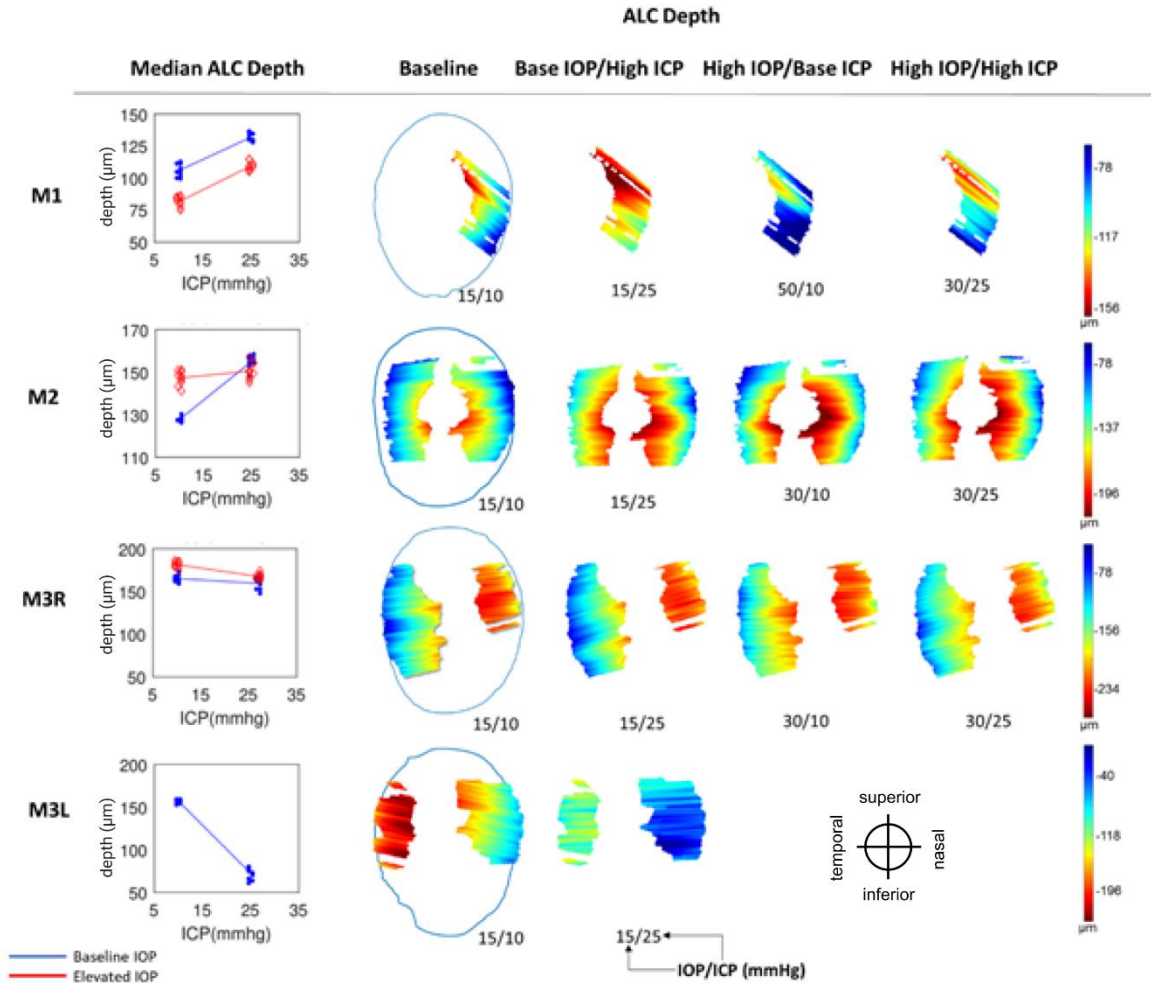 ALC Depth
Median ALC Depth Baseline Base IOP/High ICP High IOP/Base ICP High IOP/High ICP
M1
depth (µm)
150
125
100
75
50
5 15 25 35
ICP(mmhg)
15/10 15/25 50/10 30/25
-78
-117
-156
µm
M2
depth (µm)
170
150
130
110
5 15 25 35
ICP(mmhg)
15/10 15/25 30/10 30/25
-78
-137
-196
µm
M3R
depth (µm)
200
150
100
50
5 15 25 35
ICP(mmhg)
15/10 15/25 30/10 30/25
-78
-156
-234
µm
M3L
depth (µm)
200
150
100
50
5 15 25 35
ICP(mmhg)
15/10 15/25
IOP/ICP (mmHg)
superior
temporal
nasal
inferior
-40
-118
-196
µm
Baseline IOP
Elevated IOP